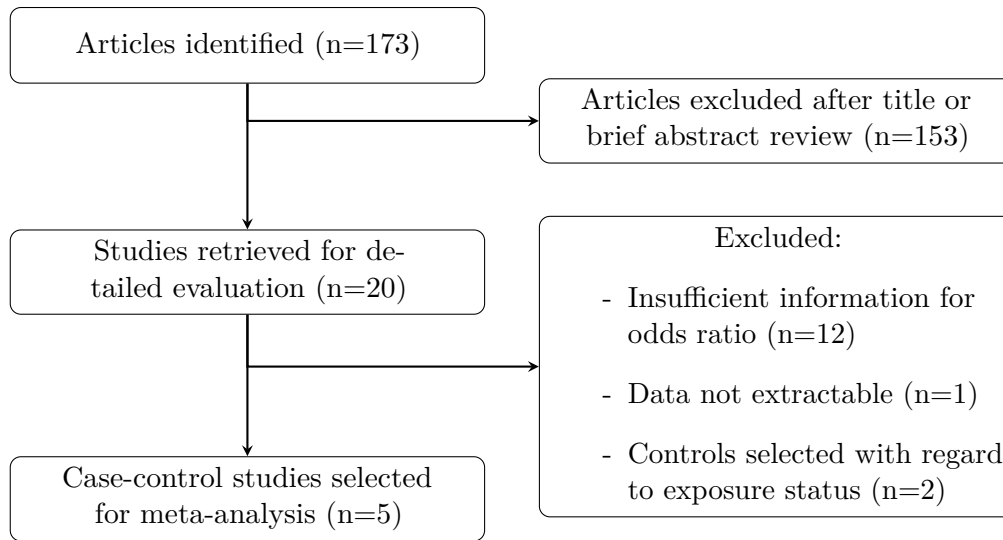 Articles identified (n=173)
Articles excluded after title or
brief abstract review (n=153)
Studies retrieved for de-
tailed evaluation (n=20)
Excluded:
- Insufficient information for
odds ratio (n=12)
- Data not extractable (n=1)
- Controls selected with regard
to exposure status (n=2)
Case-control studies selected
for meta-analysis (n=5)